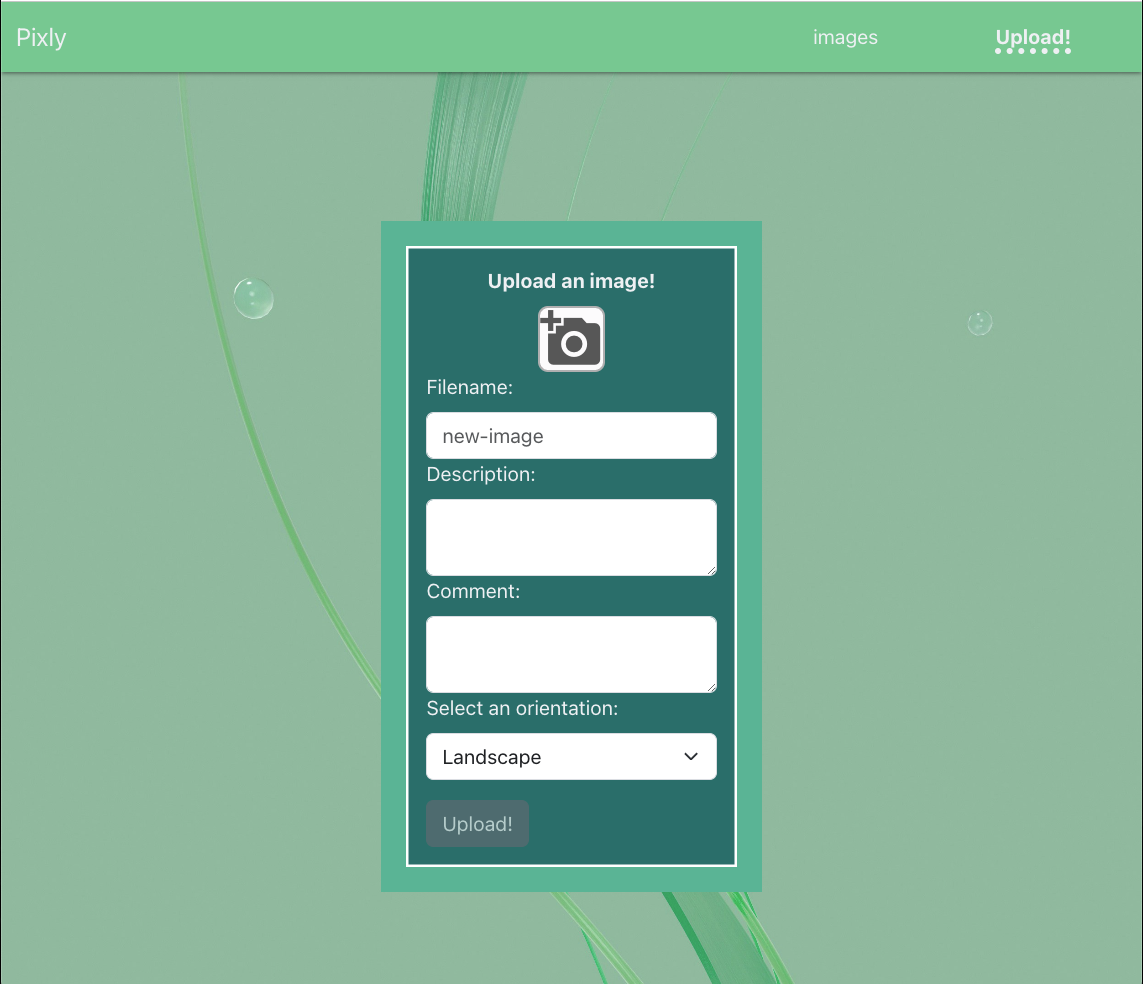 Pixly
images
Upload!
Upload an image!
Filename:
new-image
Description:
Comment:
Select an orientation:
Landscape
Upload!